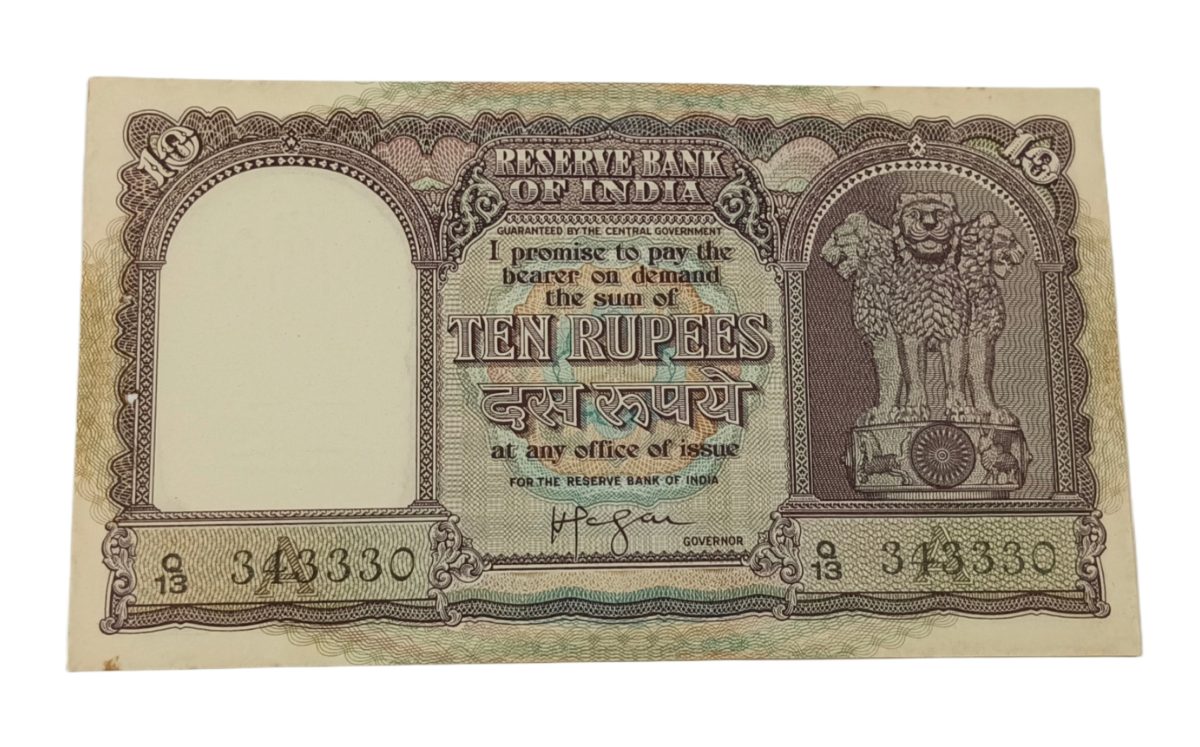 10
10
RESERVE BANK
OF INDIA
GUARANTEED BY THE CENTRAL GOVERNMENT
I promise to pay the
bearer on demand
the sum of
TEN RUPEES
दस रुपये
at any office of issue
FOR THE RESERVE BANK OF INDIA
GOVERNOR
Q
13 343330
A
Q
13 343330
A